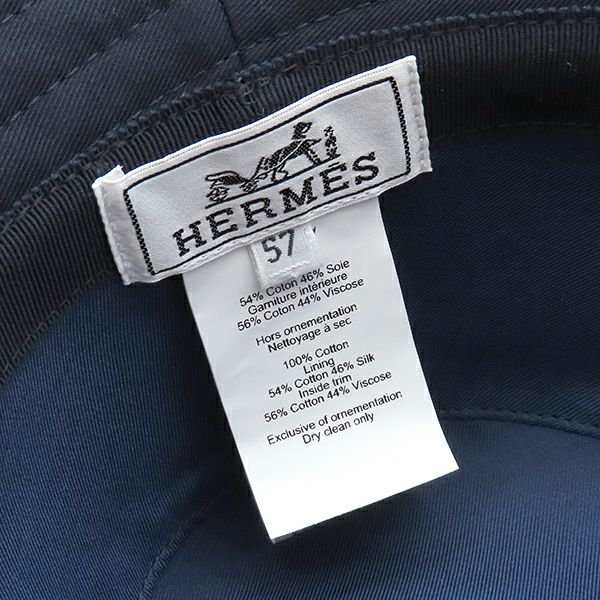 HERMÈS
57
54% Coton 46% Soie
Garniture intérieure
56% Coton 44% Viscose
Hors ornementation
Nettoyage à sec
100% Cotton
Lining
54% Cotton 46% Silk
Inside trim
56% Cotton 44% Viscose
Exclusive of ornementation
Dry clean only